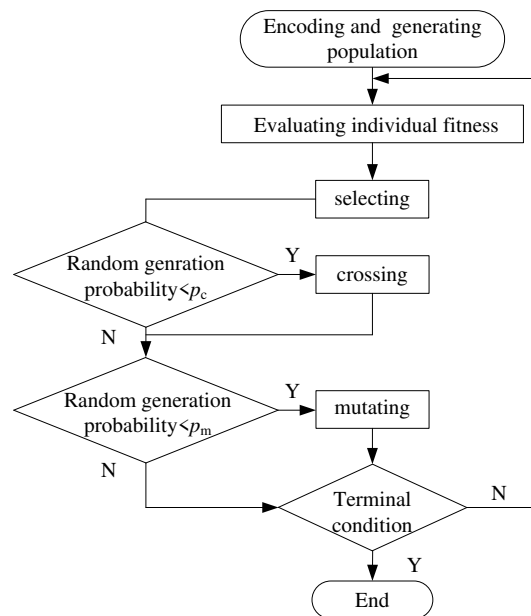 Encoding and generating
population
Evaluating individual fitness
selecting
Random genration
probability<pc
Y
crossing
N
Random generation
probability<pm
Y
mutating
N
Terminal
condition
N
Y
End